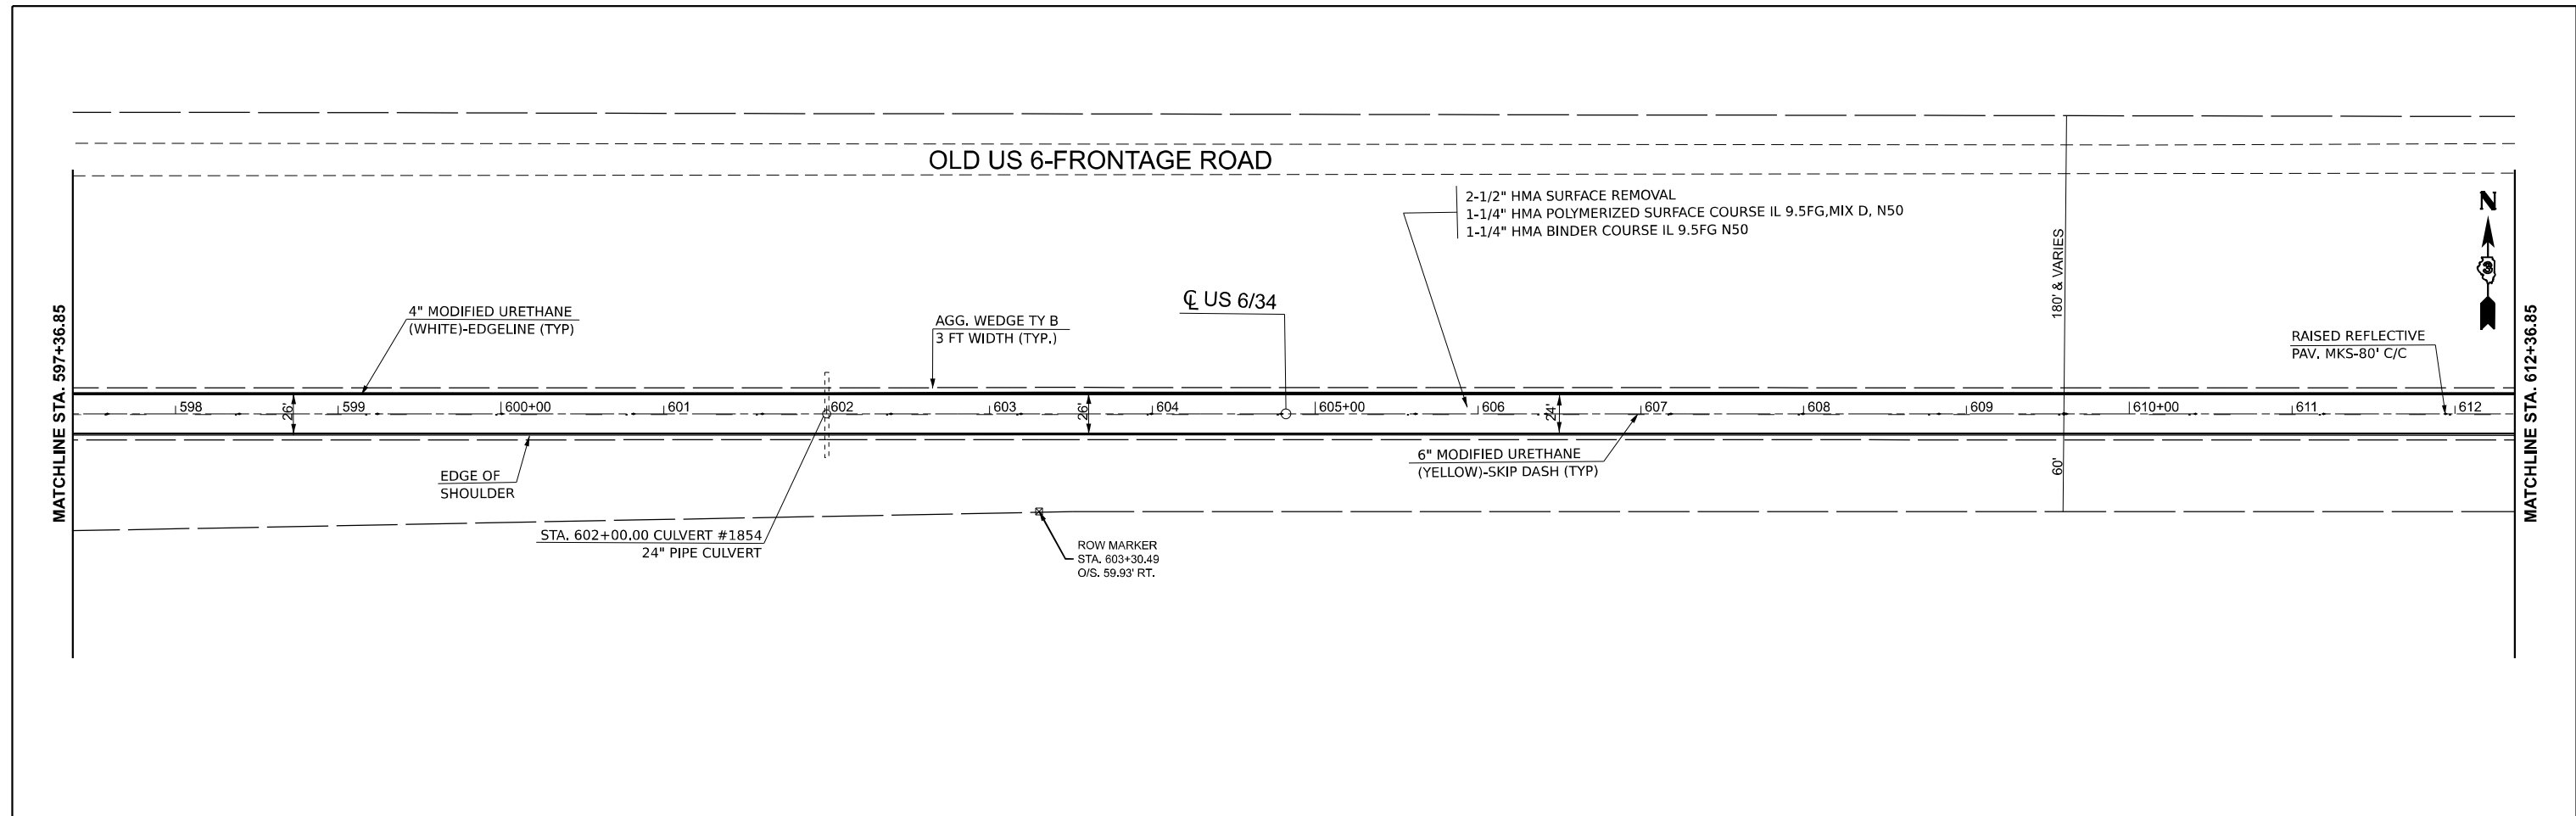 OLD US 6-FRONTAGE ROAD
2-1/2" HMA SURFACE REMOVAL
1-1/4" HMA POLYMERIZED SURFACE COURSE IL 9.5FG,MIX D, N50
1-1/4" HMA BINDER COURSE IL 9.5FG N50
N
3
180' & VARIES
℄ US 6/34
4" MODIFIED URETHANE
(WHITE)-EDGELINE (TYP)
AGG. WEDGE TY B
3 FT WIDTH (TYP.)
RAISED REFLECTIVE
PAV. MKS-80' C/C
MATCHLINE STA. 597+36.85
MATCHLINE STA. 612+36.85
598
26'
599
600+00
601
602
603
26'
604
605+00
606
24'
607
608
609
610+00
611
612
6" MODIFIED URETHANE
(YELLOW)-SKIP DASH (TYP)
60'
EDGE OF
SHOULDER
STA. 602+00.00 CULVERT #1854
24" PIPE CULVERT
ROW MARKER
STA. 603+30.49
O/S. 59.93' RT.